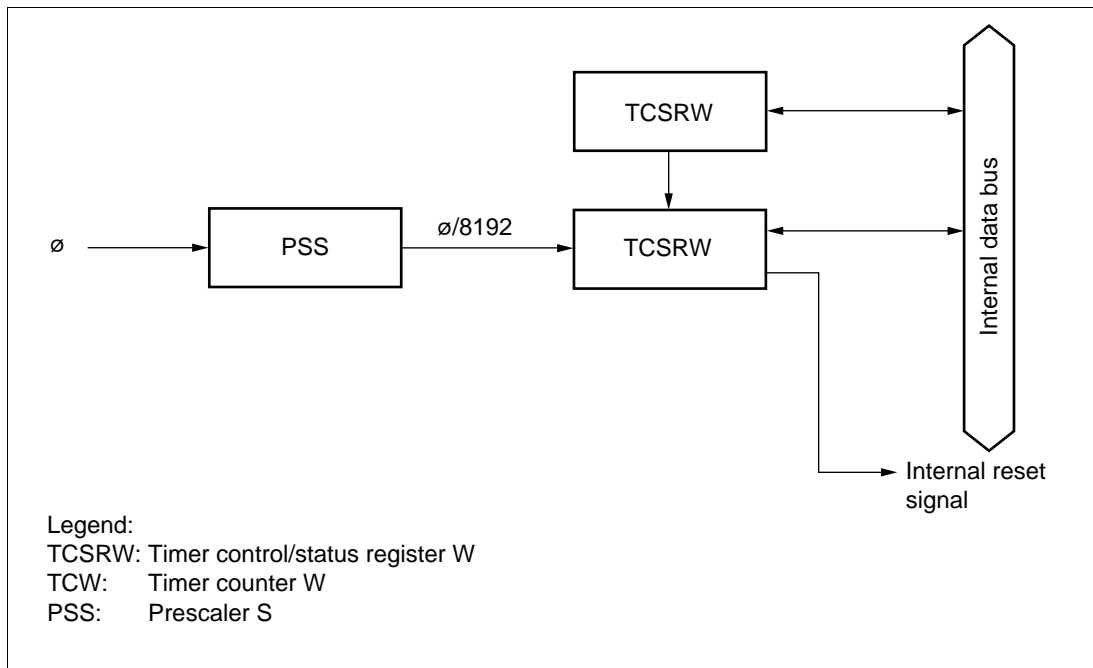 TCSRW
ø
PSS
ø/8192
TCSRW
Internal data bus
Internal reset
signal
Legend:
TCSRW: Timer control/status register W
TCW: Timer counter W
PSS: Prescaler S